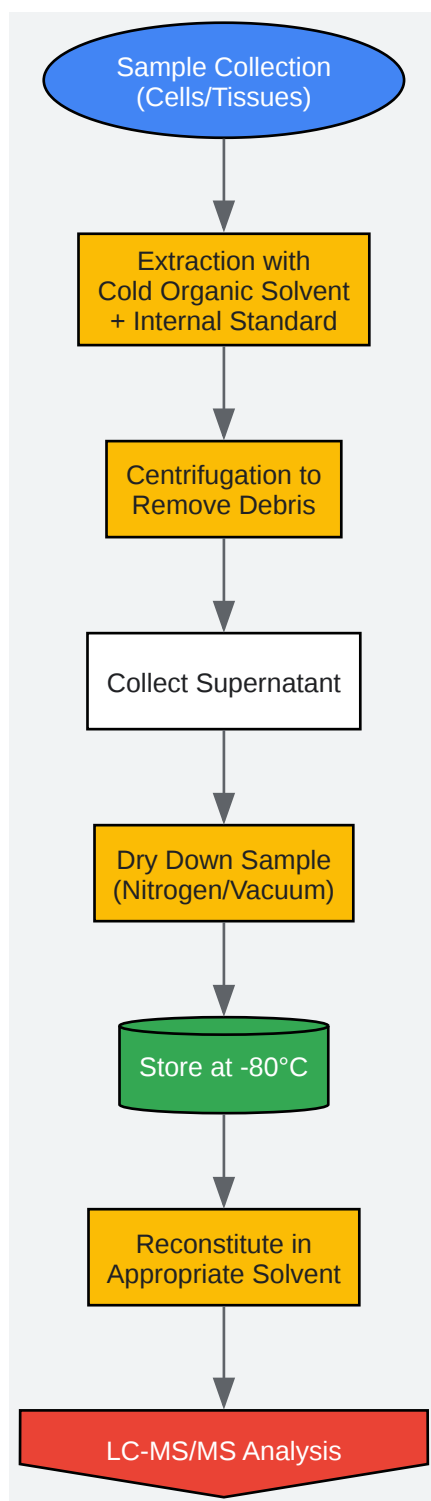 Sample Collection
(Cells/Tissues)
Extraction with
Cold Organic Solvent
+ Internal Standard
Centrifugation to
Remove Debris
Collect Supernatant
Dry Down Sample
(Nitrogen/Vacuum)
Store at -80°C
Reconstitute in
Appropriate Solvent
LC-MS/MS Analysis